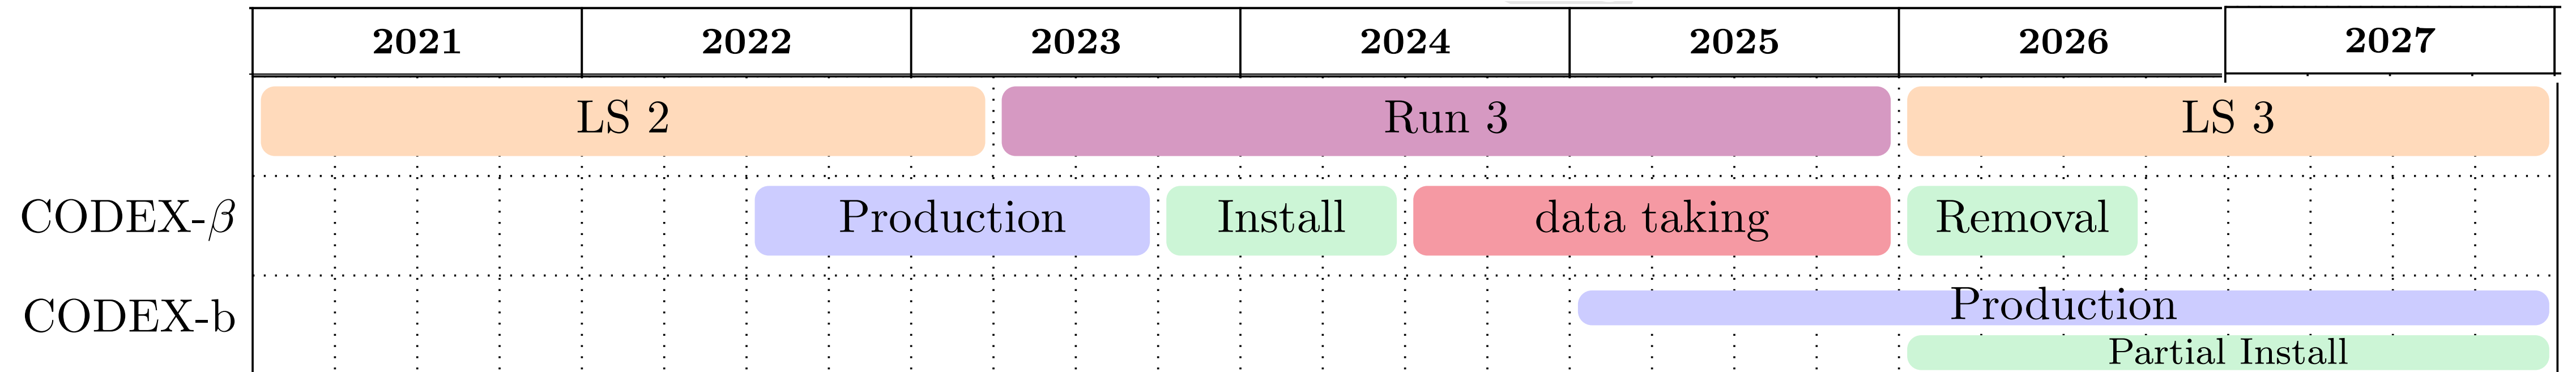 2021 2022 2023 2024 2025 2026 2027
LS 2 Run 3 LS 3
CODEX-β Production Install data taking Removal
CODEX-b Production
Partial Install